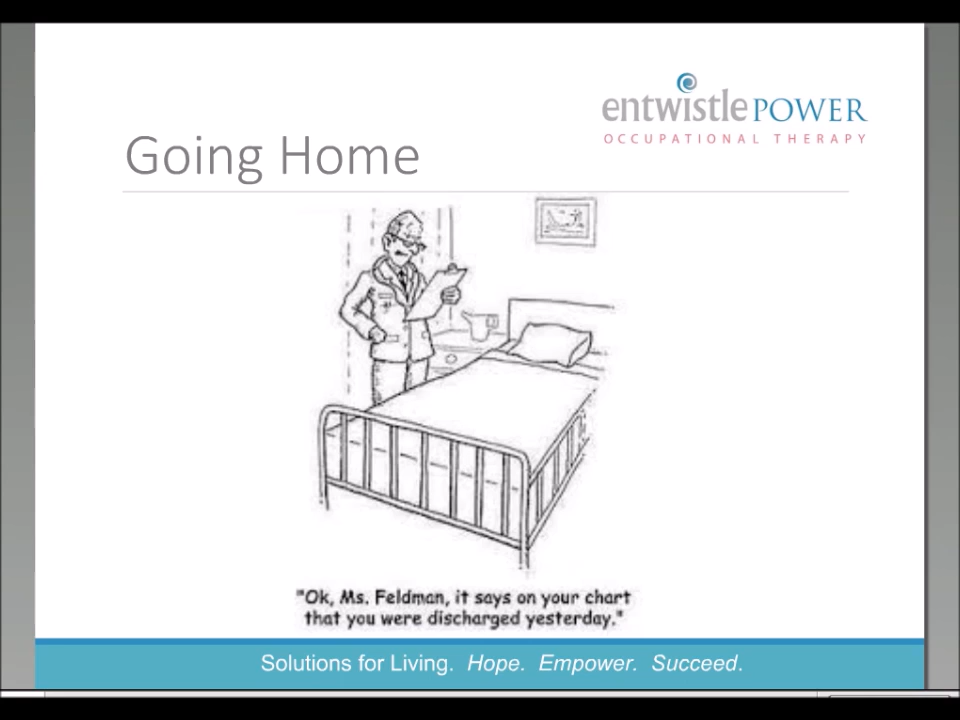 entwistle POWER
OCCUPATIONAL THERAPY
Going Home
"Ok, Ms. Feldman, it says on your chart
that you were discharged yesterday."
Solutions for Living. Hope. Empower. Succeed.